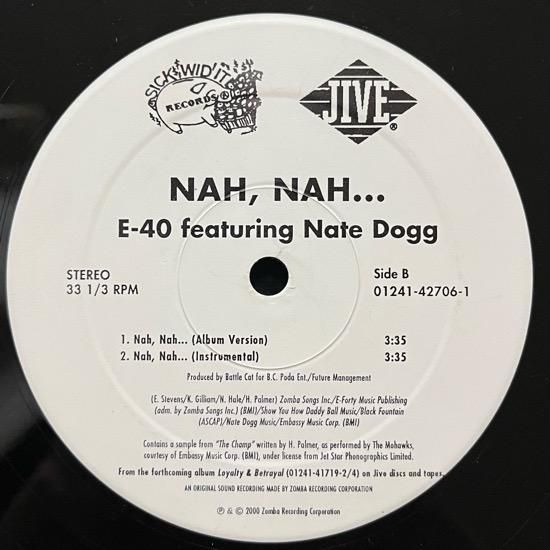 SICK WID' IT
RECORDS ®
JIVE ®
NAH, NAH...
E-40 featuring Nate Dogg
STEREO
33 1/3 RPM
Side B
01241-42706-1
1. Nah, Nah... (Album Version) 3:35
2. Nah, Nah... (Instrumental) 3:35
Produced by Battle Cat for B.C. Poda Ent./Future Management
(E. Stevens/K. Gilliam/N. Hale/H. Palmer) Zomba Songs Inc./E-Forty Music Publishing
(adm. by Zomba Songs Inc.) (BMI)/Show You How Daddy Ball Music/Black Fountain
(ASCAP)/Nate Dogg Music/Embassy Music Corp. (BMI)
Contains a sample from "The Champ" written by H. Palmer, as performed by The Mohawks,
courtesy of Embassy Music Corp. (BMI), under license from Jet Star Phonographics Limited.
From the forthcoming album Loyalty & Betrayal (01241-41719-2/4) on Jive discs and tapes.
AN ORIGINAL SOUND RECORDING MADE BY ZOMBA RECORDING CORPORATION
℗ & © 2000 Zomba Recording Corporation